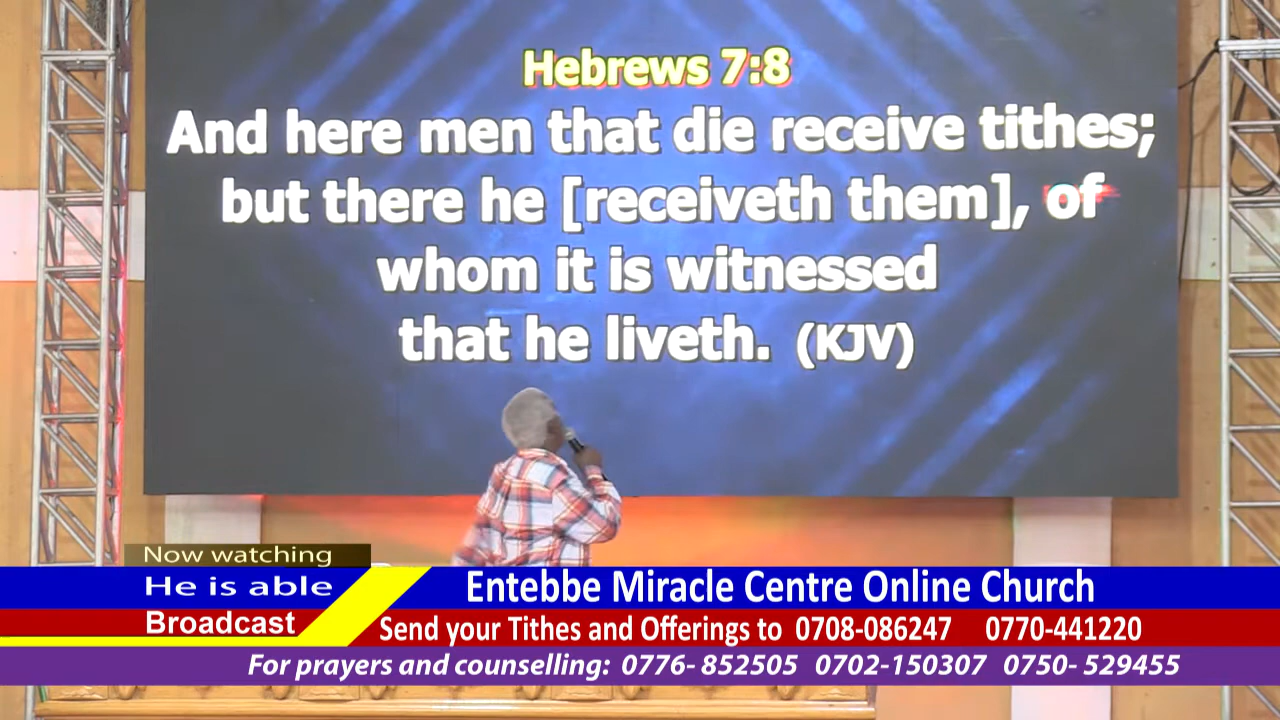 Hebrews 7:8
And here men that die receive tithes;
but there he [receiveth them], of
whom it is witnessed
that he liveth. (KJV)
Now watching
He is able
Broadcast
Entebbe Miracle Centre Online Church
Send your Tithes and Offerings to 0708-086247 0770-441220
For prayers and counselling: 0776- 852505 0702-150307 0750- 529455